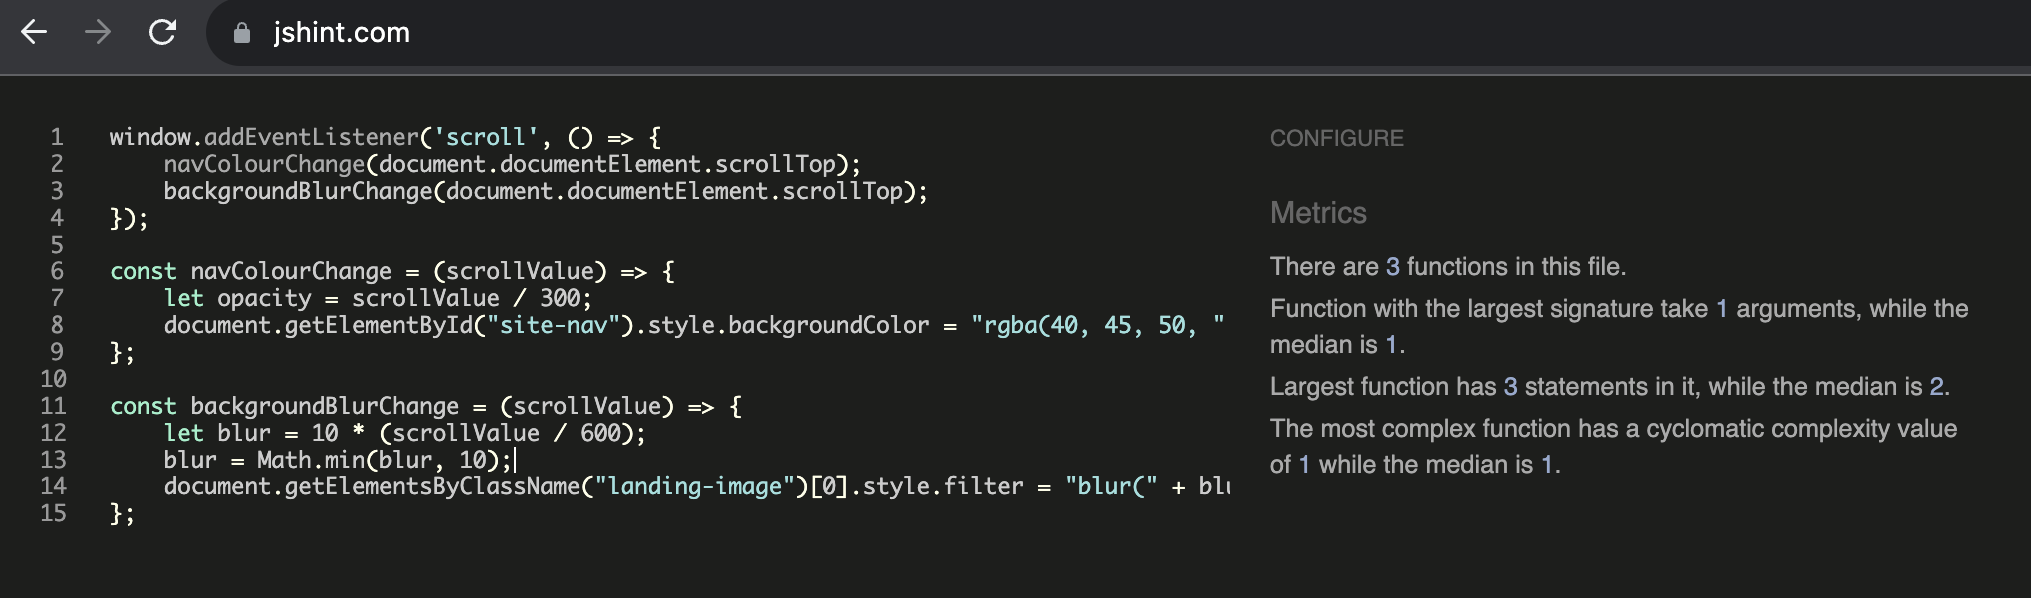 jshint.com
1 window.addEventListener('scroll', () => {
2 navColourChange(document.documentElement.scrollTop);
3 backgroundBlurChange(document.documentElement.scrollTop);
4 });
5
6 const navColourChange = (scrollValue) => {
7 let opacity = scrollValue / 300;
8 document.getElementById("site-nav").style.backgroundColor = "rgba(40, 45, 50, "
9 };
10
11 const backgroundBlurChange = (scrollValue) => {
12 let blur = 10 * (scrollValue / 600);
13 blur = Math.min(blur, 10);
14 document.getElementsByClassName("landing-image")[0].style.filter = "blur(" +
15 };
CONFIGURE
Metrics
There are 3 functions in this file.
Function with the largest signature take 1 arguments, while the
median is 1.
Largest function has 3 statements in it, while the median is 2.
The most complex function has a cyclomatic complexity value
of 1 while the median is 1.